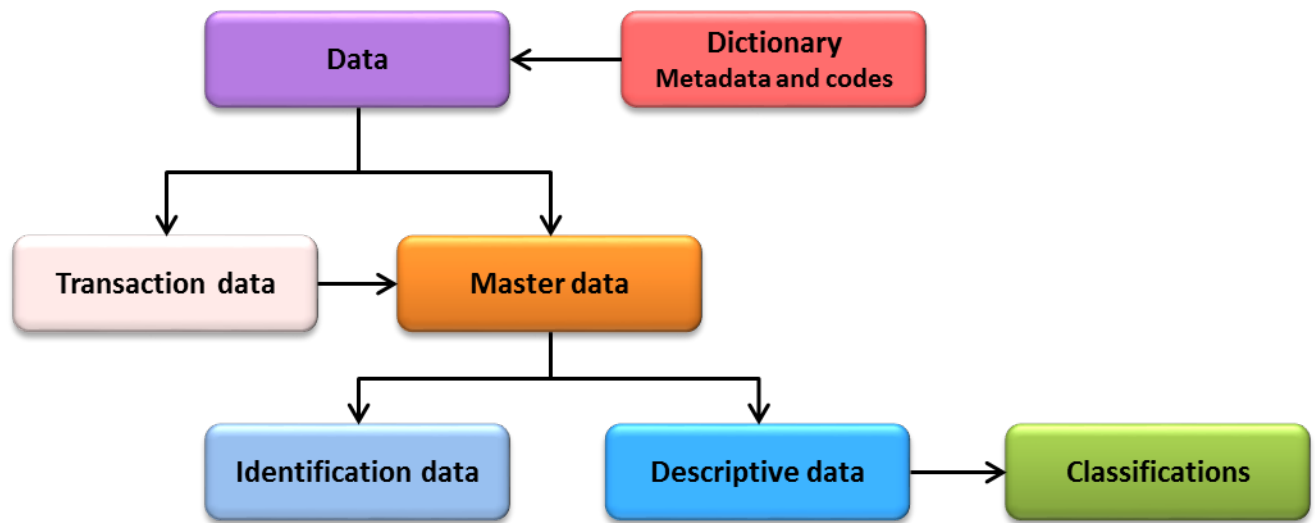 Data
Dictionary
Metadata and codes
Transaction data
Master data
Identification data
Descriptive data
Classifications